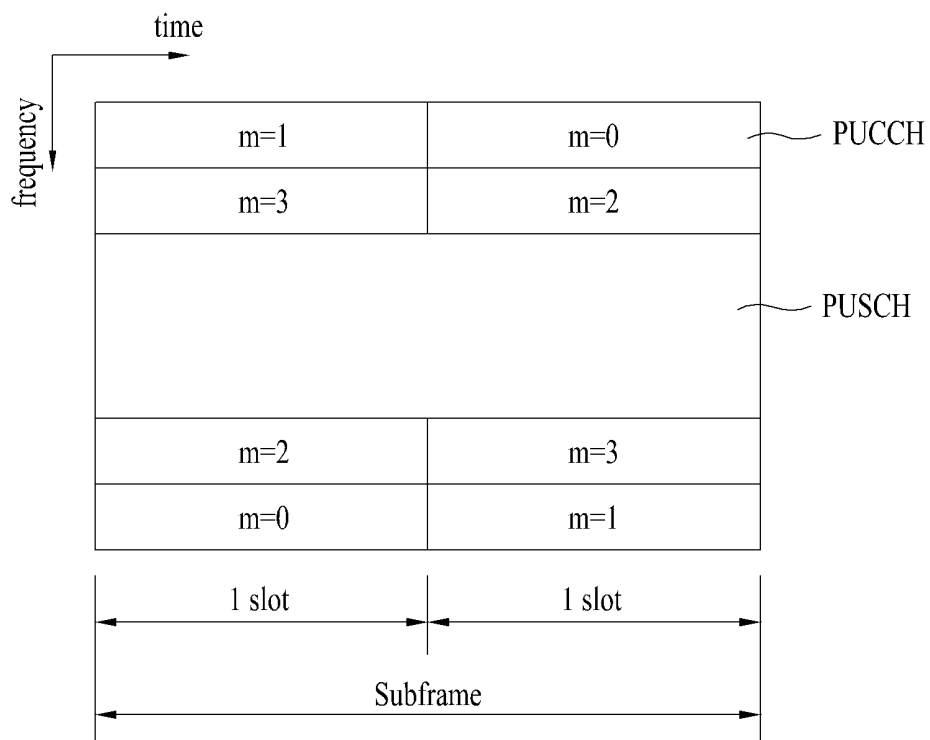 time
frequency
m=1 m=0 PUCCH
m=3 m=2
PUSCH
m=2 m=3
m=0 m=1
1 slot 1 slot
Subframe